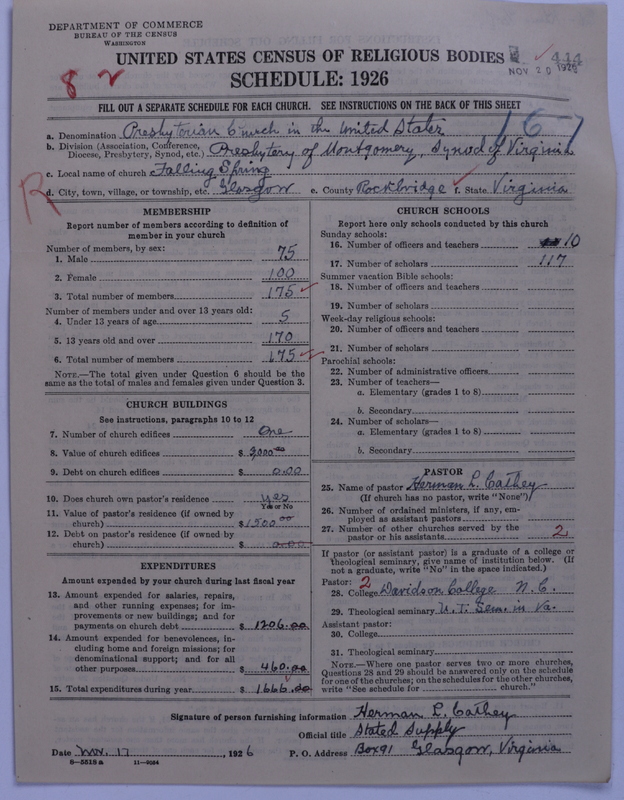 DEPARTMENT OF COMMERCE
BUREAU OF THE CENSUS
WASHINGTON
UNITED STATES CENSUS OF RELIGIOUS BODIES
SCHEDULE: 1926
414
NOV 20 1926
8 2
FILL OUT A SEPARATE SCHEDULE FOR EACH CHURCH. SEE INSTRUCTIONS ON THE BACK OF THIS SHEET
16-7
a. Denomination Presbyterian Church in the United States
b. Division (Association, Conference, Diocese, Presbytery, Synod, etc.) Presbytery of Montgomery, Synod of Virginia
c. Local name of church Falling Spring
R
d. City, town, village, or township, etc. Glasgow e. County Rockbridge f. State Virginia
MEMBERSHIP
Report number of members according to definition of
member in your church
Number of members, by sex:
1. Male 75
2. Female 100
3. Total number of members 175
Number of members under and over 13 years old:
4. Under 13 years of age 5
5. 13 years old and over 170
6. Total number of members 175
NOTE.—The total given under Question 6 should be
same as the total of males and females given under Question 3.
CHURCH BUILDINGS
See instructions, paragraphs 10 to 12
7. Number of church edifices One
8. Value of church edifices $ 9,000.00
9. Debt on church edifices $ 0.00
10. Does church own pastor's residence yes
Yes or No
11. Value of pastor's residence (if owned by
church) $ 1500.00
12. Debt on pastor's residence (if owned by
church) $ 0.00
EXPENDITURES
Amount expended by your church during last fiscal year
13. Amount expended for salaries, repairs,
and other running expenses; for im-
provements or new buildings; and for
payments on church debt $ 1206.00
14. Amount expended for benevolences, in-
cluding home and foreign missions; for
denominational support; and for all
other purposes $ 460.00
15. Total expenditures during year $ 1666.00
CHURCH SCHOOLS
Report here only schools conducted by this church
Sunday schools:
16. Number of officers and teachers 10
17. Number of scholars 117
Summer vacation Bible schools:
18. Number of officers and teachers
19. Number of scholars
Week-day religious schools:
20. Number of officers and teachers
21. Number of scholars
Parochial schools:
22. Number of administrative officers
23. Number of teachers—
a. Elementary (grades 1 to 8)
b. Secondary
24. Number of scholars—
a. Elementary (grades 1 to 8)
b. Secondary
PASTOR
25. Name of pastor Herman L. Cathey
(If church has no pastor, write "None")
26. Number of ordained ministers, if any, em-
ployed as assistant pastors
27. Number of other churches served by the
pastor or his assistants 2
If pastor (or assistant pastor) is a graduate of a college or
theological seminary, give name of institution below. (If
not a graduate, write "No" in the space indicated.)
Pastor: 2
28. College Davidson College N.C.
29. Theological seminary U. T. Sem. in Va.
Assistant pastor:
30. College
31. Theological seminary
NOTE.—Where one pastor serves two or more churches,
Questions 28 and 29 should be answered only on the schedule
for one of the churches; on the schedules for the other churches,
write "See schedule for church."
Signature of person furnishing information Herman L. Cathey
Official title Stated Supply
Date Nov. 17, 1926 P. O. Address Box 91 Glasgow, Virginia
8—5518 a 11—9064